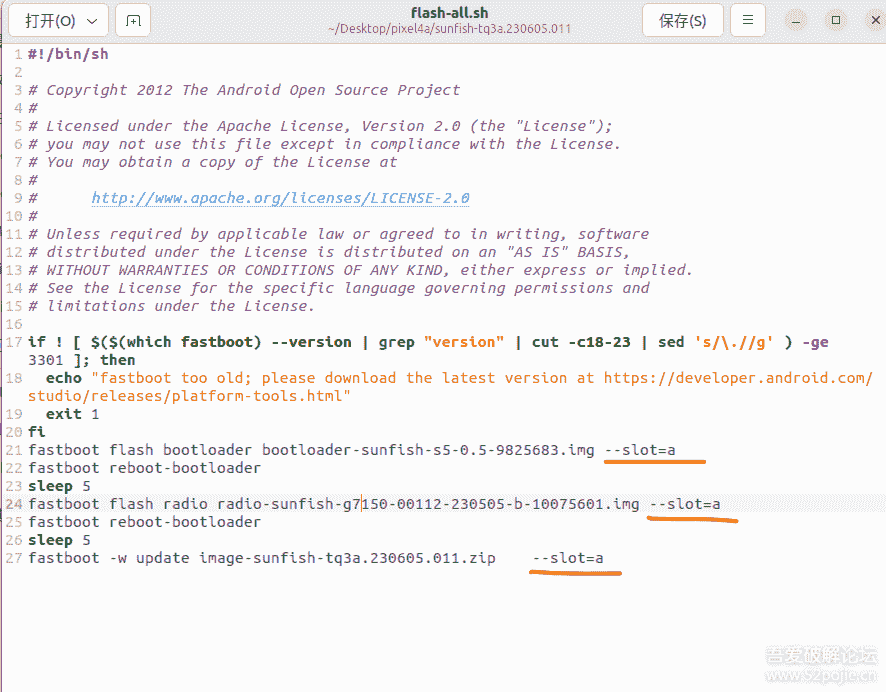 打开(O)
flash-all.sh
~/Desktop/pixel4a/sunfish-tq3a.230605.011
保存(S)
1 #!/bin/sh
2
3 # Copyright 2012 The Android Open Source Project
4 #
5 # Licensed under the Apache License, Version 2.0 (the "License");
6 # you may not use this file except in compliance with the License.
7 # You may obtain a copy of the License at
8 #
9 #      http://www.apache.org/licenses/LICENSE-2.0
10 #
11 # Unless required by applicable law or agreed to in writing, software
12 # distributed under the License is distributed on an "AS IS" BASIS,
13 # WITHOUT WARRANTIES OR CONDITIONS OF ANY KIND, either express or implied.
14 # See the License for the specific language governing permissions and
15 # limitations under the License.
16
17 if ! [ $($(which fastboot) --version | grep "version" | cut -c18-23 | sed 's/\.//g' ) -ge
3301 ]; then
18   echo "fastboot too old; please download the latest version at https://developer.android.com/
studio/releases/platform-tools.html"
19   exit 1
20 fi
21 fastboot flash bootloader bootloader-sunfish-s5-0.5-9825683.img --slot=a
22 fastboot reboot-bootloader
23 sleep 5
24 fastboot flash radio radio-sunfish-g7150-00112-230505-b-10075601.img --slot=a
25 fastboot reboot-bootloader
26 sleep 5
27 fastboot -w update image-sunfish-tq3a.230605.011.zip    --slot=a
吾爱破解论坛
www.52pojie.cn